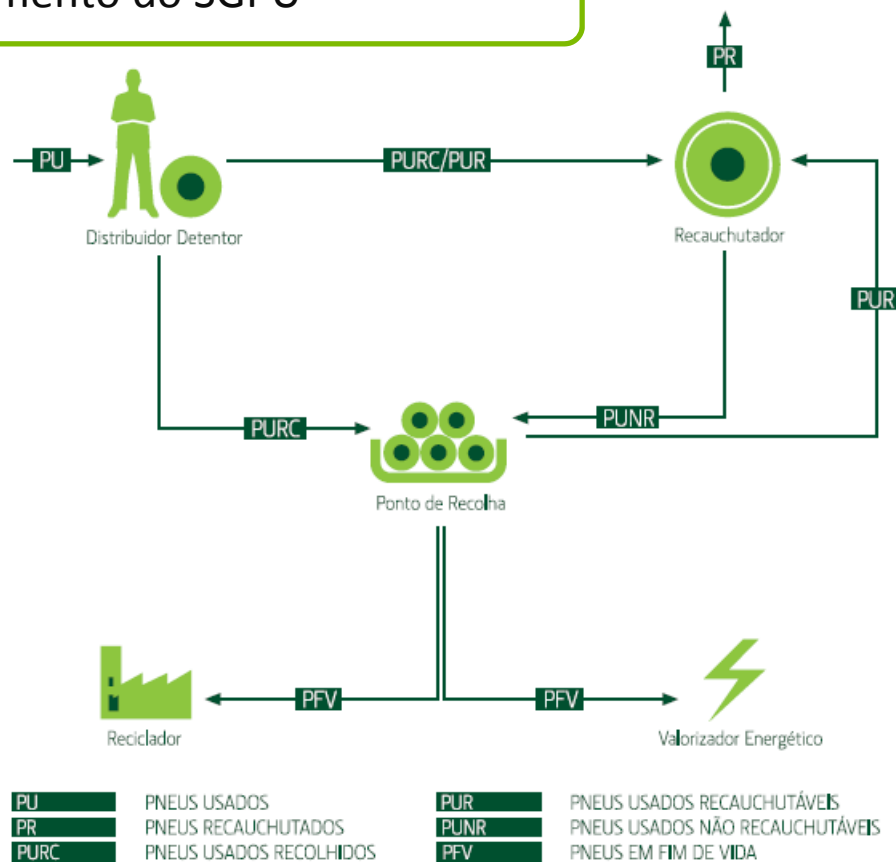 do SGPU
PR
PU
PURC/PUR
Distribuidor Detentor
Recauchutador
PUR
PURC
PUNR
Ponto de Recolha
PFV
PFV
Reciclador
Valorizador Energético
PU PNEUS USADOS
PR PNEUS RECAUCHUTADOS
PURC PNEUS USADOS RECOLHIDOS
PUR PNEUS USADOS RECAUCHUTÁVEIS
PUNR PNEUS USADOS NÃO RECAUCHUTÁVEIS
PFV PNEUS EM FIM DE VIDA